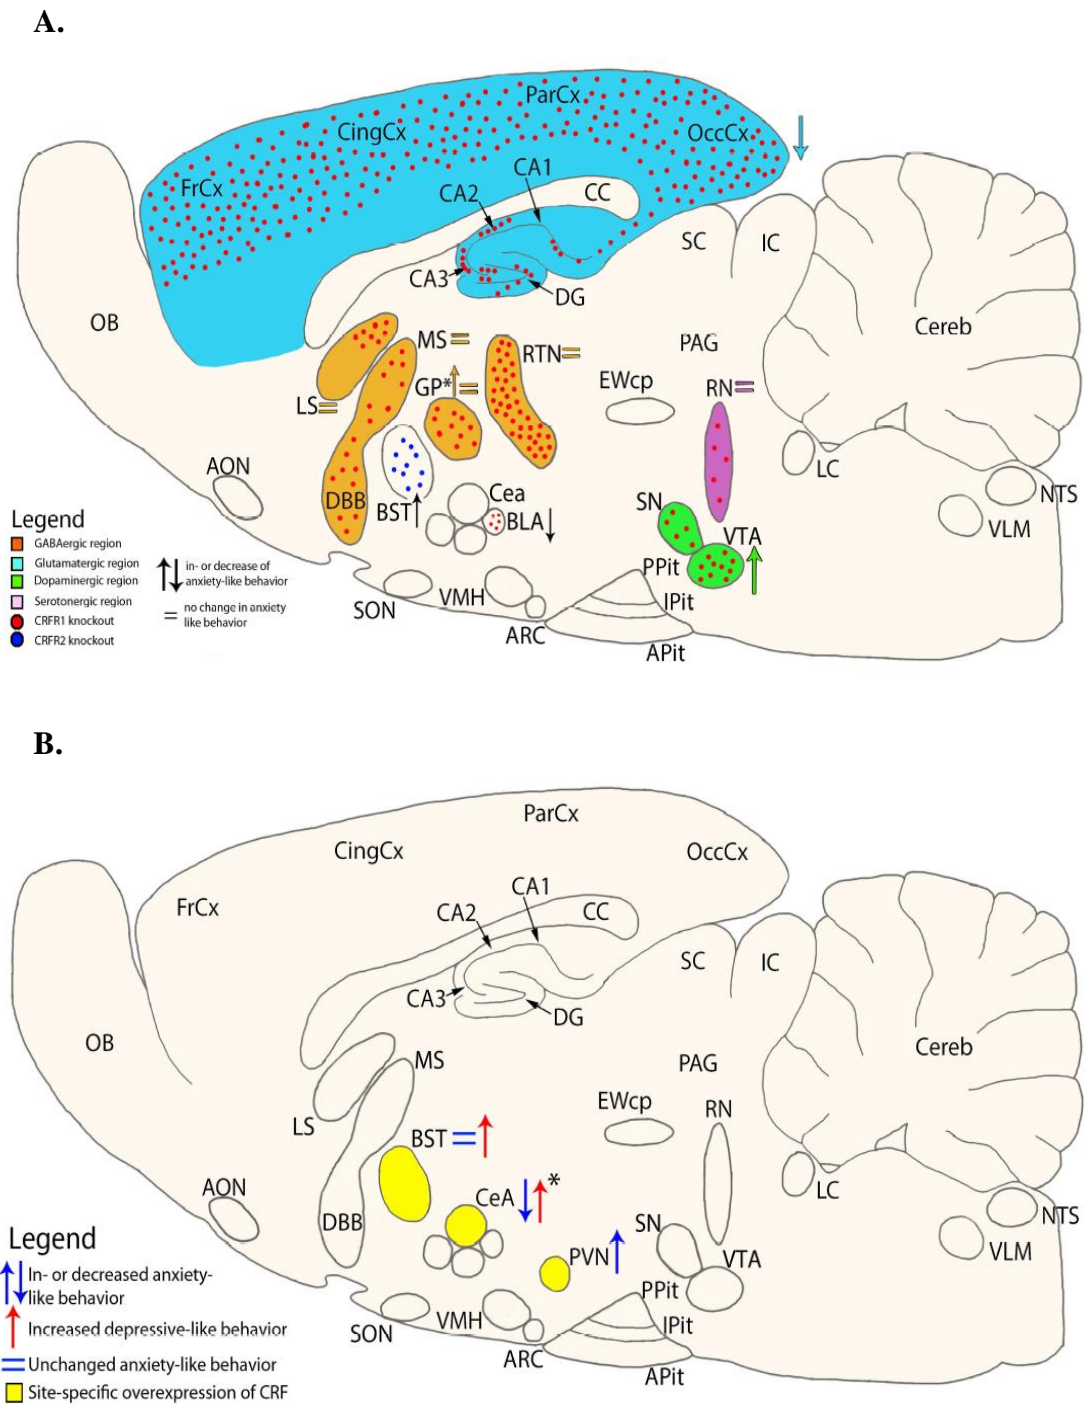 A.
ParCx
CingCx
OccCx
FrCx
CA1
CA2
CC
SC
IC
CA3
DG
OB
Cereb
MS =
PAG
RTN =
GP* ↑ =
EWcp
RN =
LS =
AON
LC
Cea
NTS
DBB
BST ↑
BLA ↓
SN
VLM
VTA ↑
PPit
IPit
SON
VMH
ARC
APit
Legend
GABAergic region
Glutamatergic region
Dopaminergic region
Serotonergic region
CRFR1 knockout
CRFR2 knockout
↑↓ in- or decrease of
anxiety-like behavior
= no change in anxiety
like behavior
B.
ParCx
CingCx
OccCx
FrCx
CA1
CA2
CC
SC
IC
CA3
DG
OB
Cereb
MS
PAG
EWcp
RN
LS
BST = ↑
AON
LC
CeA ↓ ↑ *
NTS
DBB
SN
PVN ↑
VLM
VTA
PPit
IPit
SON
VMH
ARC
APit
Legend
↑↓ In- or decreased anxiety-
like behavior
↑ Increased depressive-like behavior
= Unchanged anxiety-like behavior
Site-specific overexpression of CRF